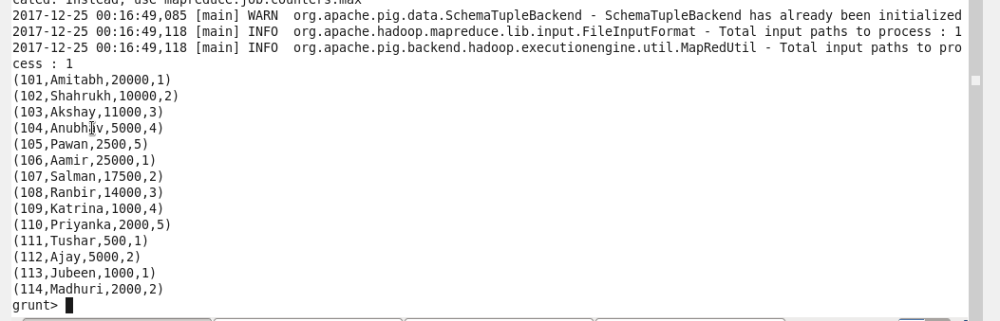 cated. Instead, use mapreduce.job.counters.max
2017-12-25 00:16:49,085 [main] WARN  org.apache.pig.data.SchemaTupleBackend - SchemaTupleBackend has already been initialized
2017-12-25 00:16:49,118 [main] INFO  org.apache.hadoop.mapreduce.lib.input.FileInputFormat - Total input paths to process : 1
2017-12-25 00:16:49,118 [main] INFO  org.apache.pig.backend.hadoop.executionengine.util.MapRedUtil - Total input paths to pro
cess : 1
(101,Amitabh,20000,1)
(102,Shahrukh,10000,2)
(103,Akshay,11000,3)
(104,Anubhav,5000,4)
(105,Pawan,2500,5)
(106,Aamir,25000,1)
(107,Salman,17500,2)
(108,Ranbir,14000,3)
(109,Katrina,1000,4)
(110,Priyanka,2000,5)
(111,Tushar,500,1)
(112,Ajay,5000,2)
(113,Jubeen,1000,1)
(114,Madhuri,2000,2)
grunt>